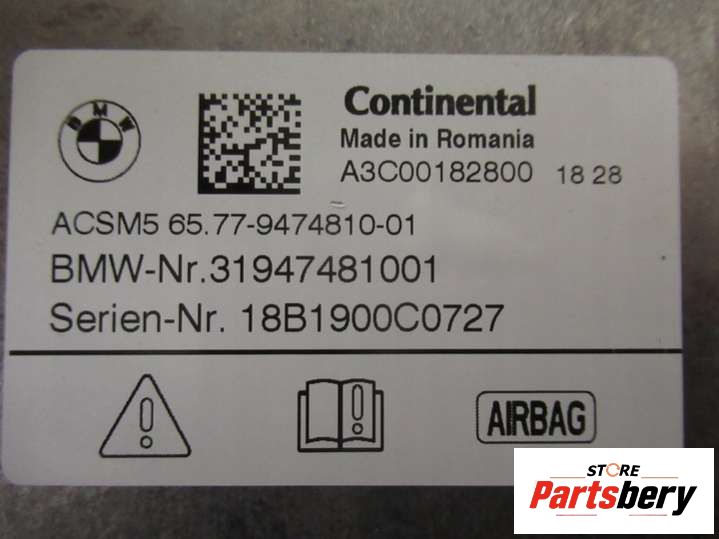 BMW
Continental
Made in Romania
A3C00182800 18 28
ACSM5 65.77-9474810-01
BMW-Nr.31947481001
Serien-Nr. 18B1900C0727
AIRBAG
STORE
Partsbery